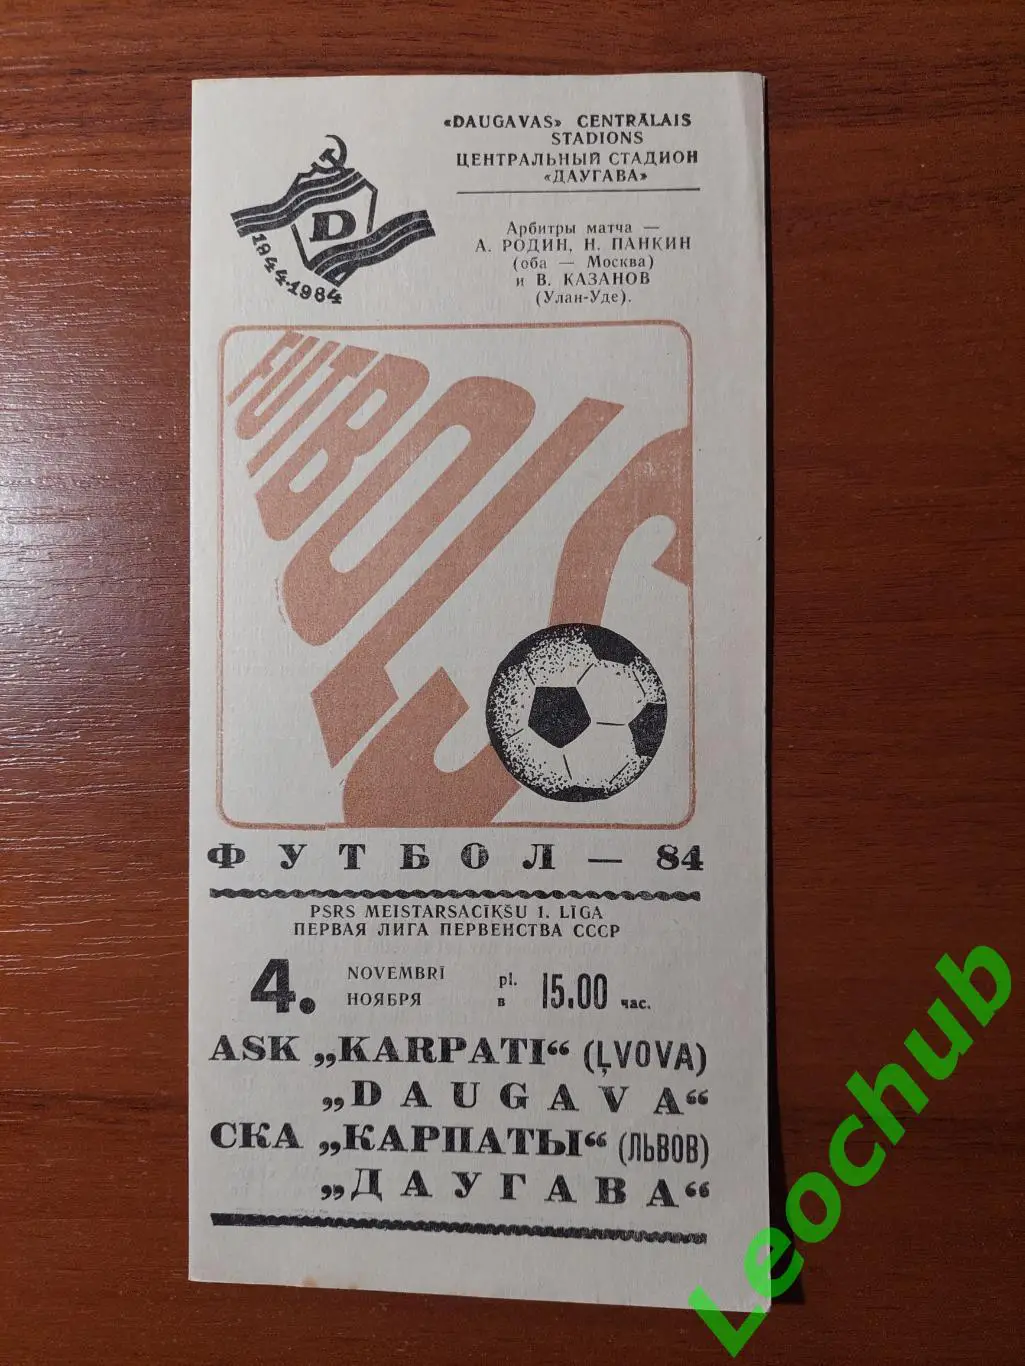 «DAUGAVAS» CENTRĀLAIS
STADIONS
ЦЕНТРАЛЬНЫЙ СТАДИОН
«ДАУГАВА»
D
1944-1984
Арбитры матча —
А. РОДИН, Н. ПАНКИН
(оба — Москва)
и В. КАЗАНОВ
(Улан-Уде).
FUTBOLS
ФУТБОЛ — 84
PSRS MEISTARSACĪKŠU 1. LĪGA
ПЕРВАЯ ЛИГА ПЕРВЕНСТВА СССР
4. NOVEMBRĪ pl. 15.00
НОЯБРЯ в час.
ASK „KARPATI“ (ĻVOVA)
„DAUGAVA“
СКА „КАРПАТЫ“ (ЛЬВОВ)
„ДАУГАВА“
Leochub